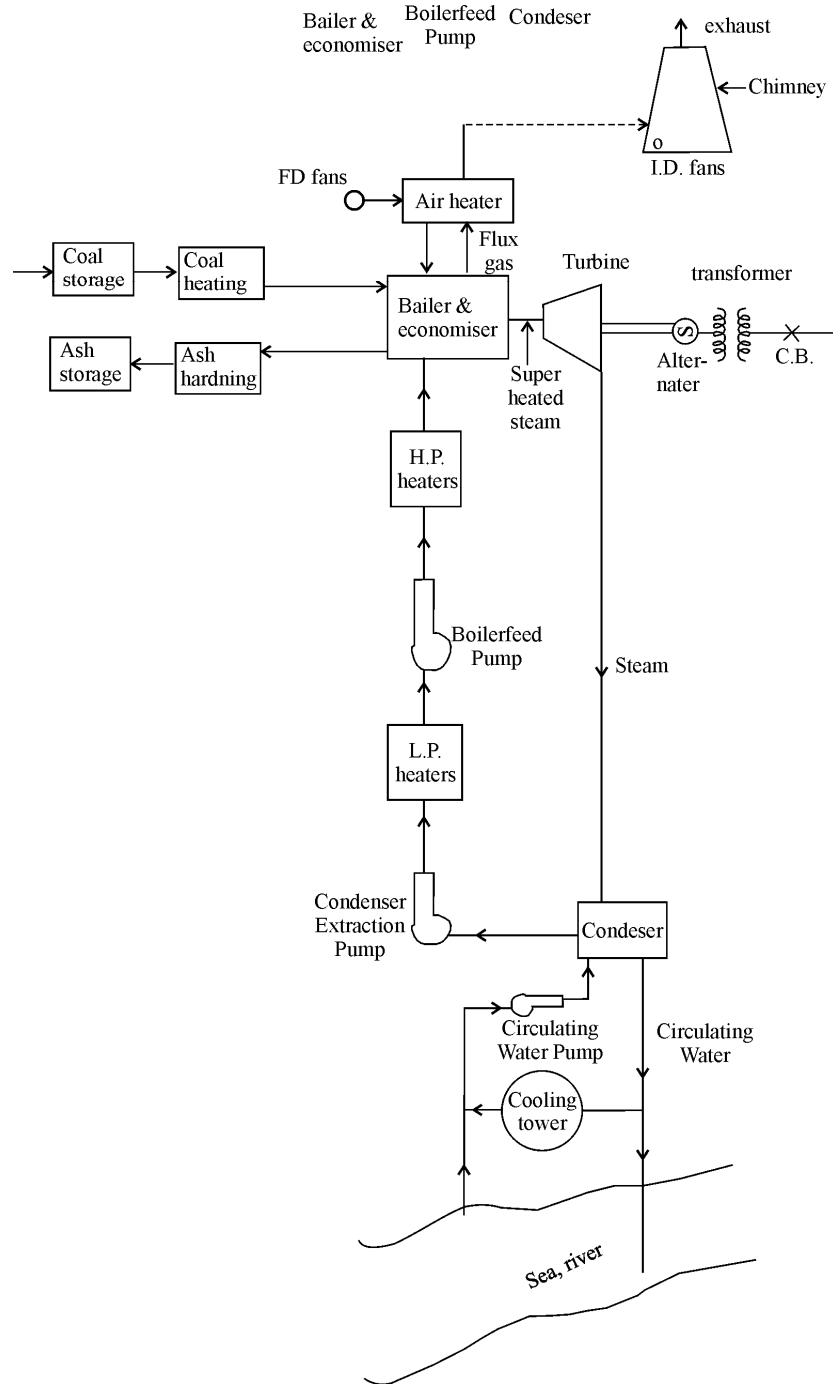 Bailer &
economiser
Boilerfeed
Pump
Condeser
exhaust
Chimney
o
I.D. fans
FD fans
Air heater
Flux
gas
Turbine
transformer
Coal
storage
Coal
heating
Bailer &
economiser
S
Alter-
nater
C.B.
Ash
storage
Ash
hardning
Super
heated
steam
H.P.
heaters
Boilerfeed
Pump
Steam
L.P.
heaters
Condenser
Extraction
Pump
Condeser
Circulating
Water Pump
Circulating
Water
Cooling
tower
Sea, river